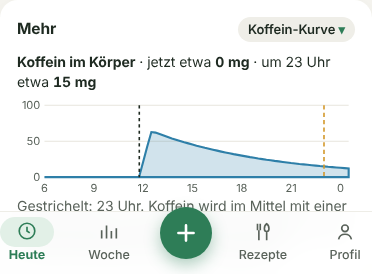 Mehr
Koffein-Kurve ▾
Koffein im Körper · jetzt etwa 0 mg · um 23 Uhr
etwa 15 mg
100
50
0
6 9 12 15 18 21 0
Gestrichelt: 23 Uhr. Koffein wird im Mittel mit einer
Heute Woche Rezepte Profil